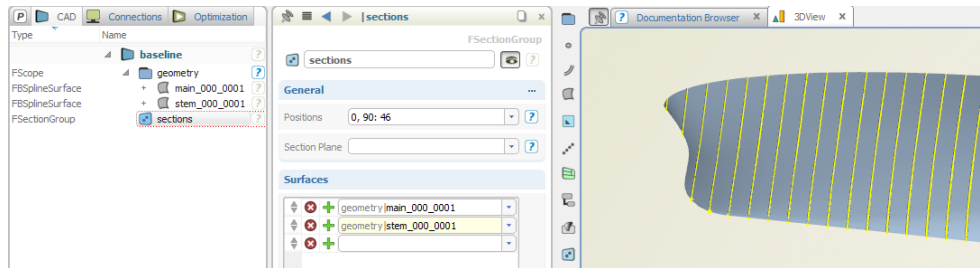 P CAD Connections Optimization
Type Name
baseline ?
FScope geometry ?
FBSplineSurface + main_000_0001 ?
FBSplineSurface + stem_000_0001 ?
FSectionGroup sections ?
|sections x
FSectionGroup
sections ?
General ...
Positions 0, 90: 46 ?
Section Plane ?
Surfaces
geometry|main_000_0001
geometry|stem_000_0001
? Documentation Browser X 3DView X